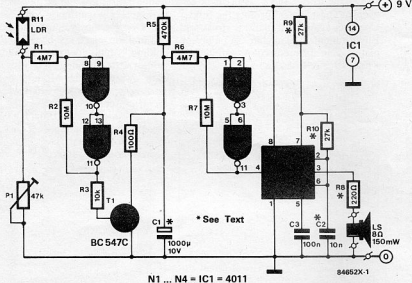 9 V
R11
LDR
R5
470k
R9
*
27k
14
IC1
7
R1
4M7
R6
4M7
8 9
10
12 13
11
R2
10M
R4
100Ω
1 2
3
5 6
11
R7
10M
8 7
R10
*
27k
4
2
3
6
1 5
R3
10k
T1
BC 547C
P1
47k
* See Text
C1
*
1000µ
10V
R8
*
220Ω
C3
100n
*
C2
10n
LS
8Ω
150mW
0
84652X-1
N1 ... N4 = IC1 = 4011